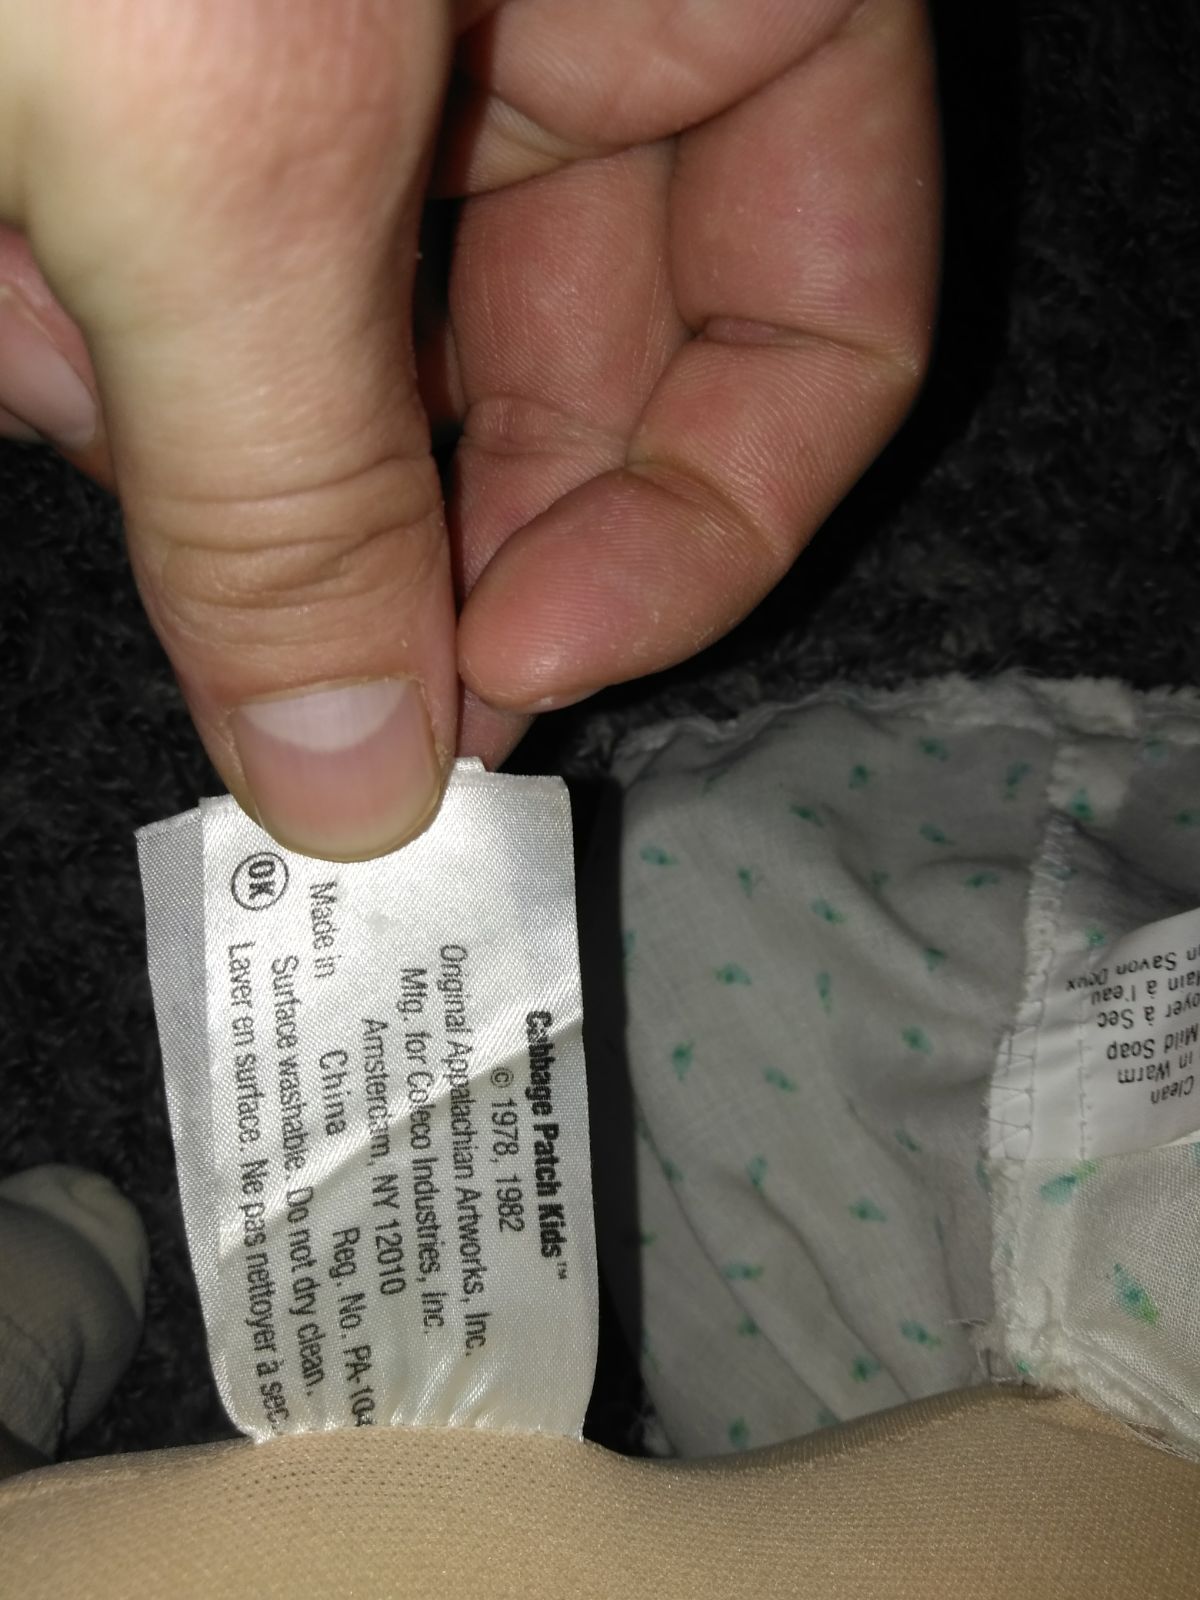 Cabbage Patch Kids™
© 1978, 1982
Original Appalachian Artworks, Inc.
Mfg. for Coleco Industries, Inc.
Amsterdam, NY 12010
Made in China Reg. No. PA-104
Surface washable. Do not dry clean.
OK Laver en surface. Ne pas nettoyer à sec.
Clean
in Warm
Mild Soap
oyer à Sec
ain à l'eau
n Savon Doux